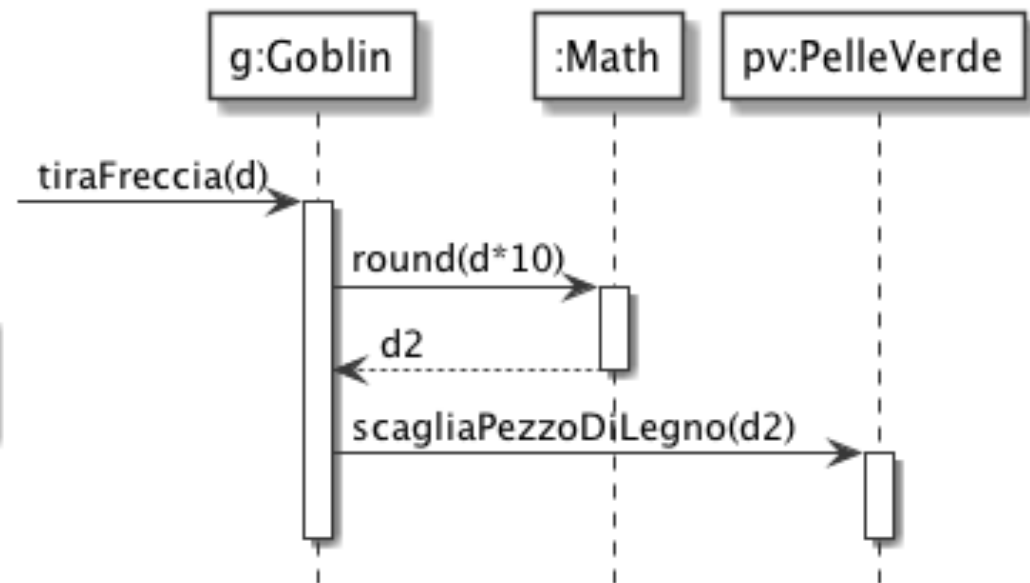 g:Goblin
:Math
pv:PelleVerde
tiraFreccia(d)
round(d*10)
d2
scagliaPezzoDiLegno(d2)